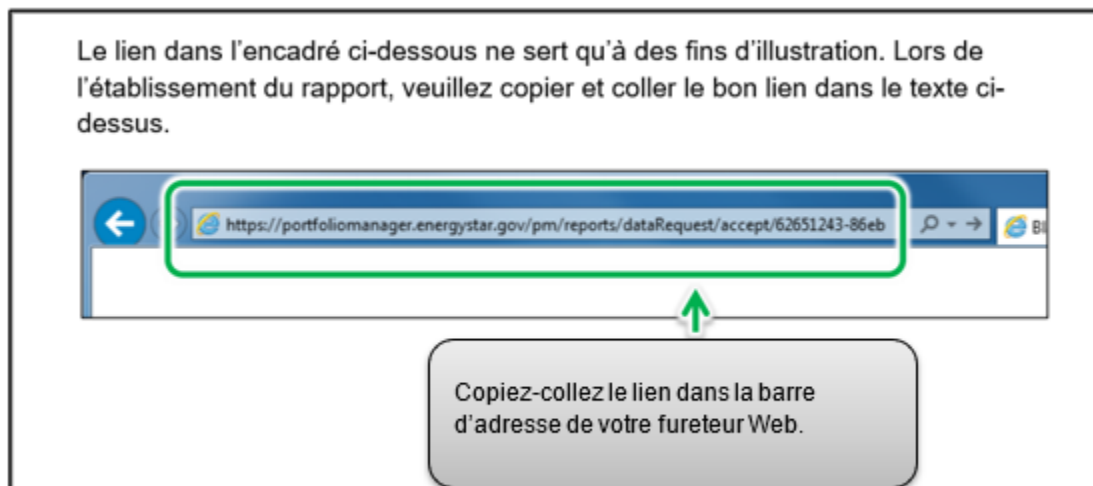 Le lien dans l’encadré ci-dessous ne sert qu’à des fins d’illustration. Lors de
l’établissement du rapport, veuillez copier et coller le bon lien dans le texte ci-
dessus.
https://portfoliomanager.energystar.gov/pm/reports/dataRequest/accept/62651243-86eb
Copiez-collez le lien dans la barre
d’adresse de votre fureteur Web.